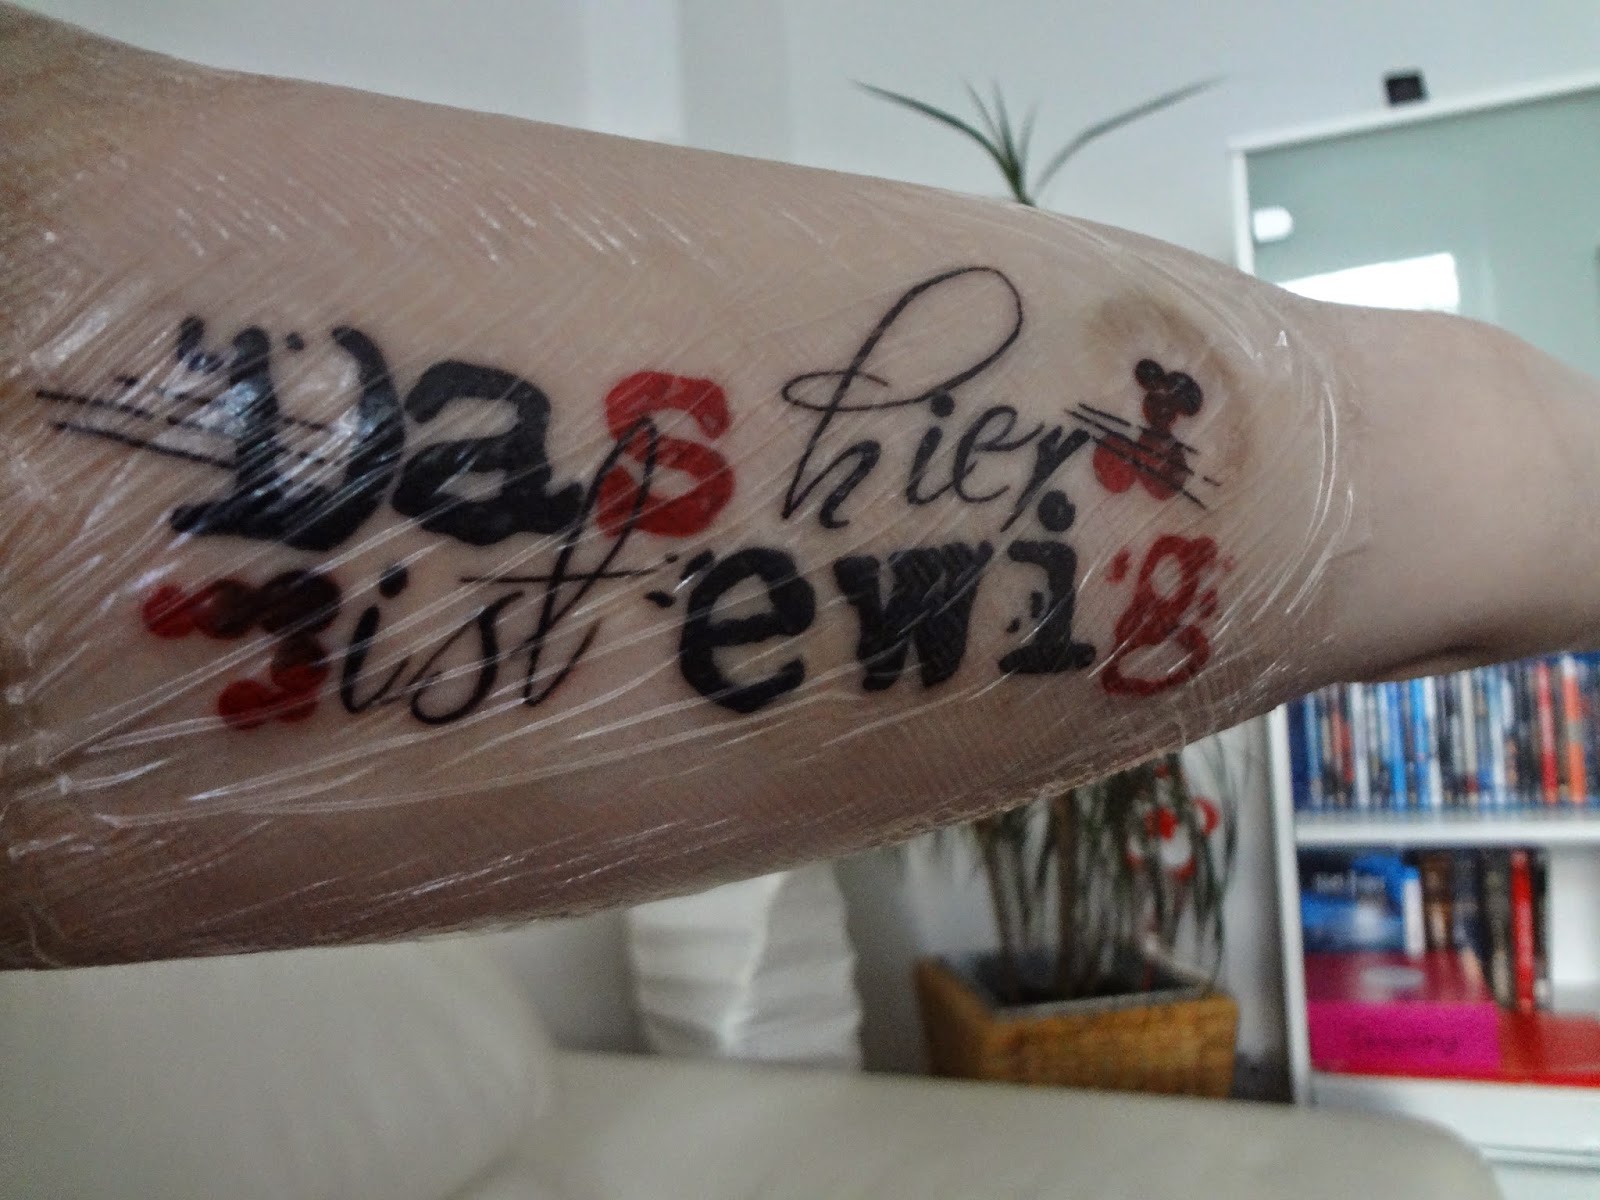 Das hier
ist ewig